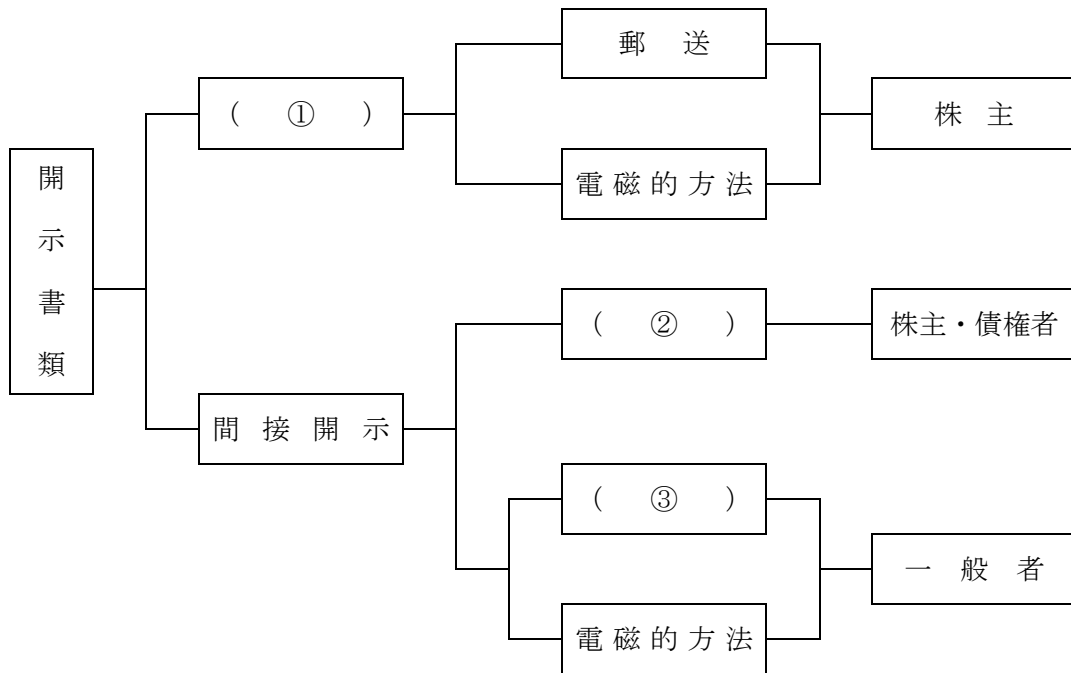 開示書類
( ① )
郵送
電磁的方法
株主
間接開示
( ② )
株主・債権者
( ③ )
電磁的方法
一般者